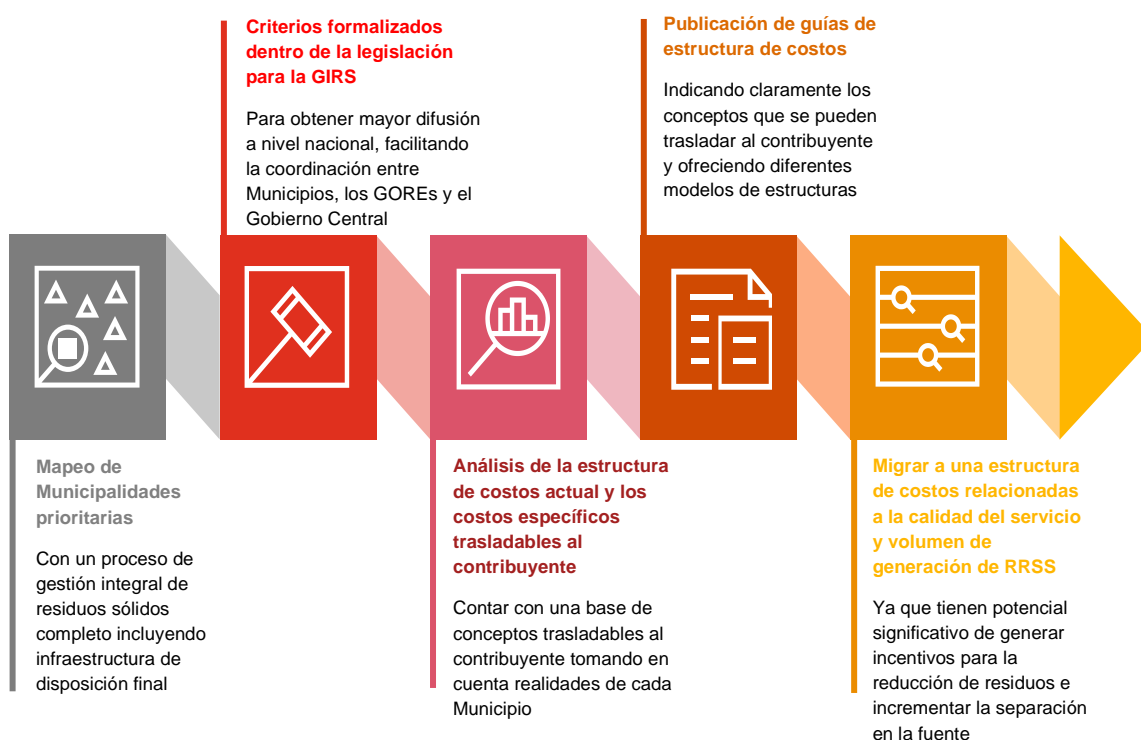 Criterios formalizados
dentro de la legislación
para la GIRS
Para obtener mayor difusión
a nivel nacional, facilitando
la coordinación entre
Municipios, los GOREs y el
Gobierno Central
Publicación de guías de
estructura de costos
Indicando claramente los
conceptos que se pueden
trasladar al contribuyente
y ofreciendo diferentes
modelos de estructuras
Mapeo de
Municipalidades
prioritarias
Con un proceso de
gestión integral de
residuos sólidos
completo incluyendo
infraestructura de
disposición final
Análisis de la estructura
de costos actual y los
costos específicos
trasladables al
contribuyente
Contar con una base de
conceptos trasladables al
contribuyente tomando en
cuenta realidades de cada
Municipio
Migrar a una estructura
de costos relacionadas
a la calidad del servicio
y volumen de
generación de RRSS
Ya que tienen potencial
significativo de generar
incentivos para la
reducción de residuos e
incrementar la separación
en la fuente